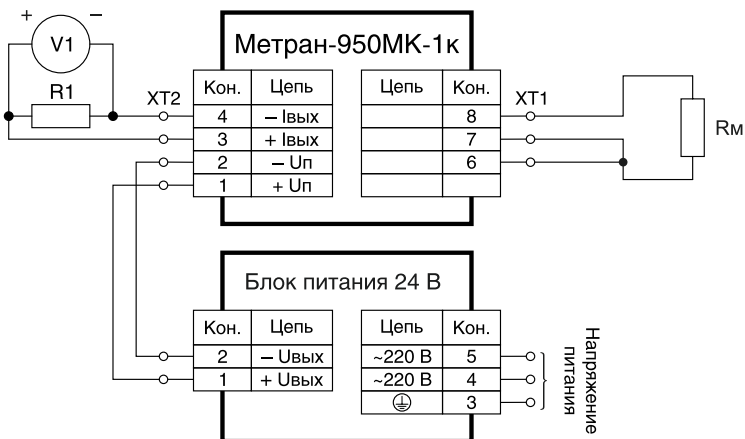 + −
V1
R1
XT2
Метран-950МК-1к
Кон. Цепь
4 − Iвых
3 + Iвых
2 − Uп
1 + Uп
Цепь Кон.
8
7
6
XT1
Rм
Блок питания 24 В
Кон. Цепь
2 − Uвых
1 + Uвых
Цепь Кон.
~220 В 5
~220 В 4
3
Напряжение
питания